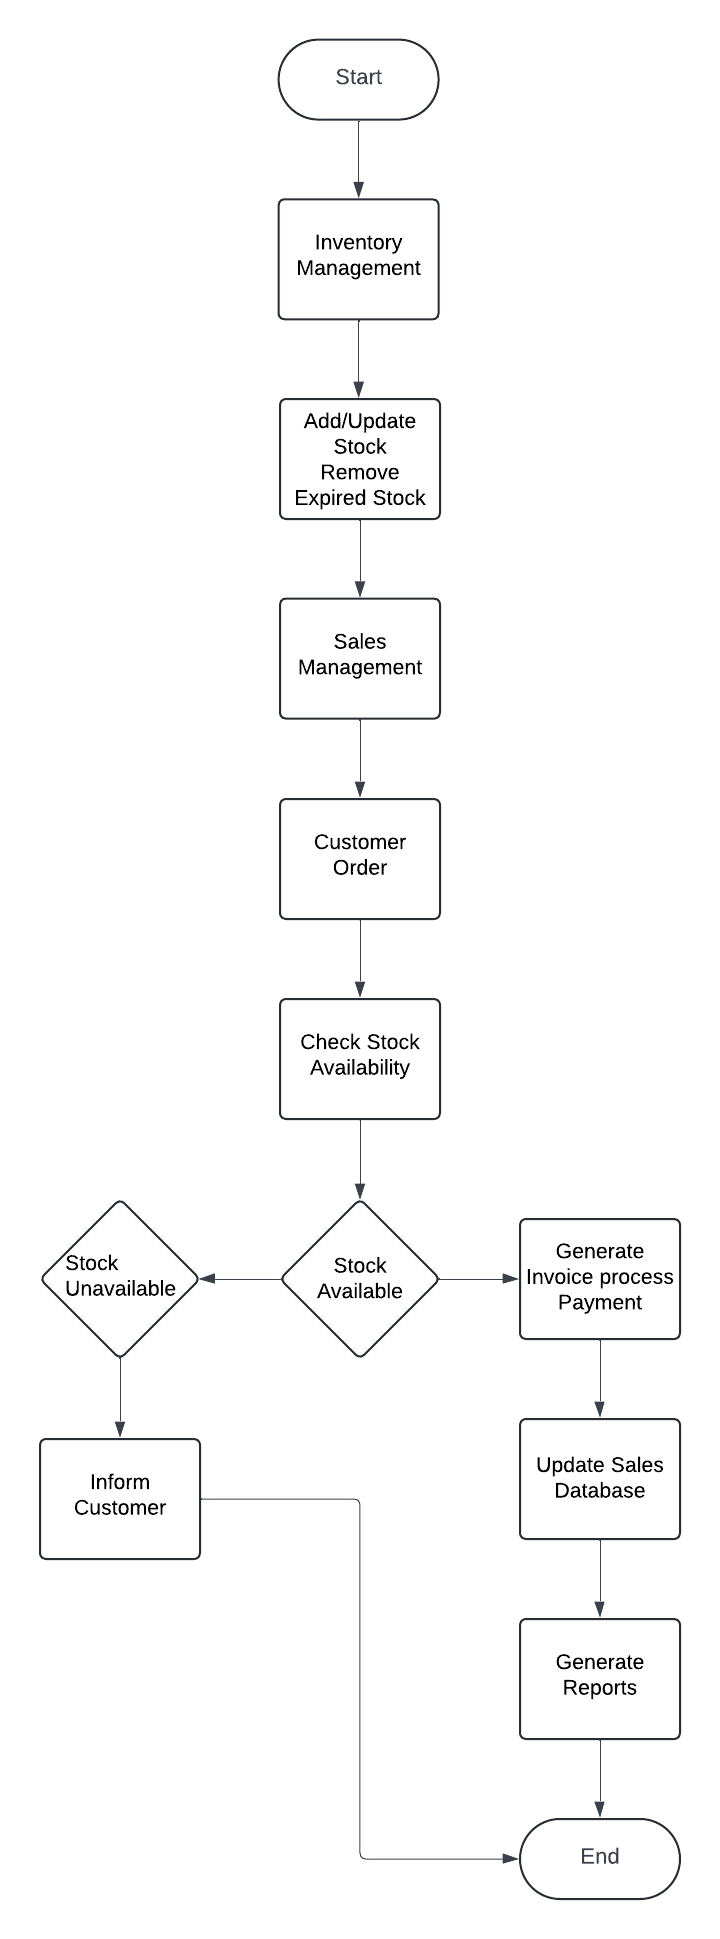 Start
Inventory
Management
Add/Update
Stock
Remove
Expired Stock
Sales
Management
Customer
Order
Check Stock
Availability
Stock
Unavailable
Stock
Available
Generate
Invoice process
Payment
Inform
Customer
Update Sales
Database
Generate
Reports
End